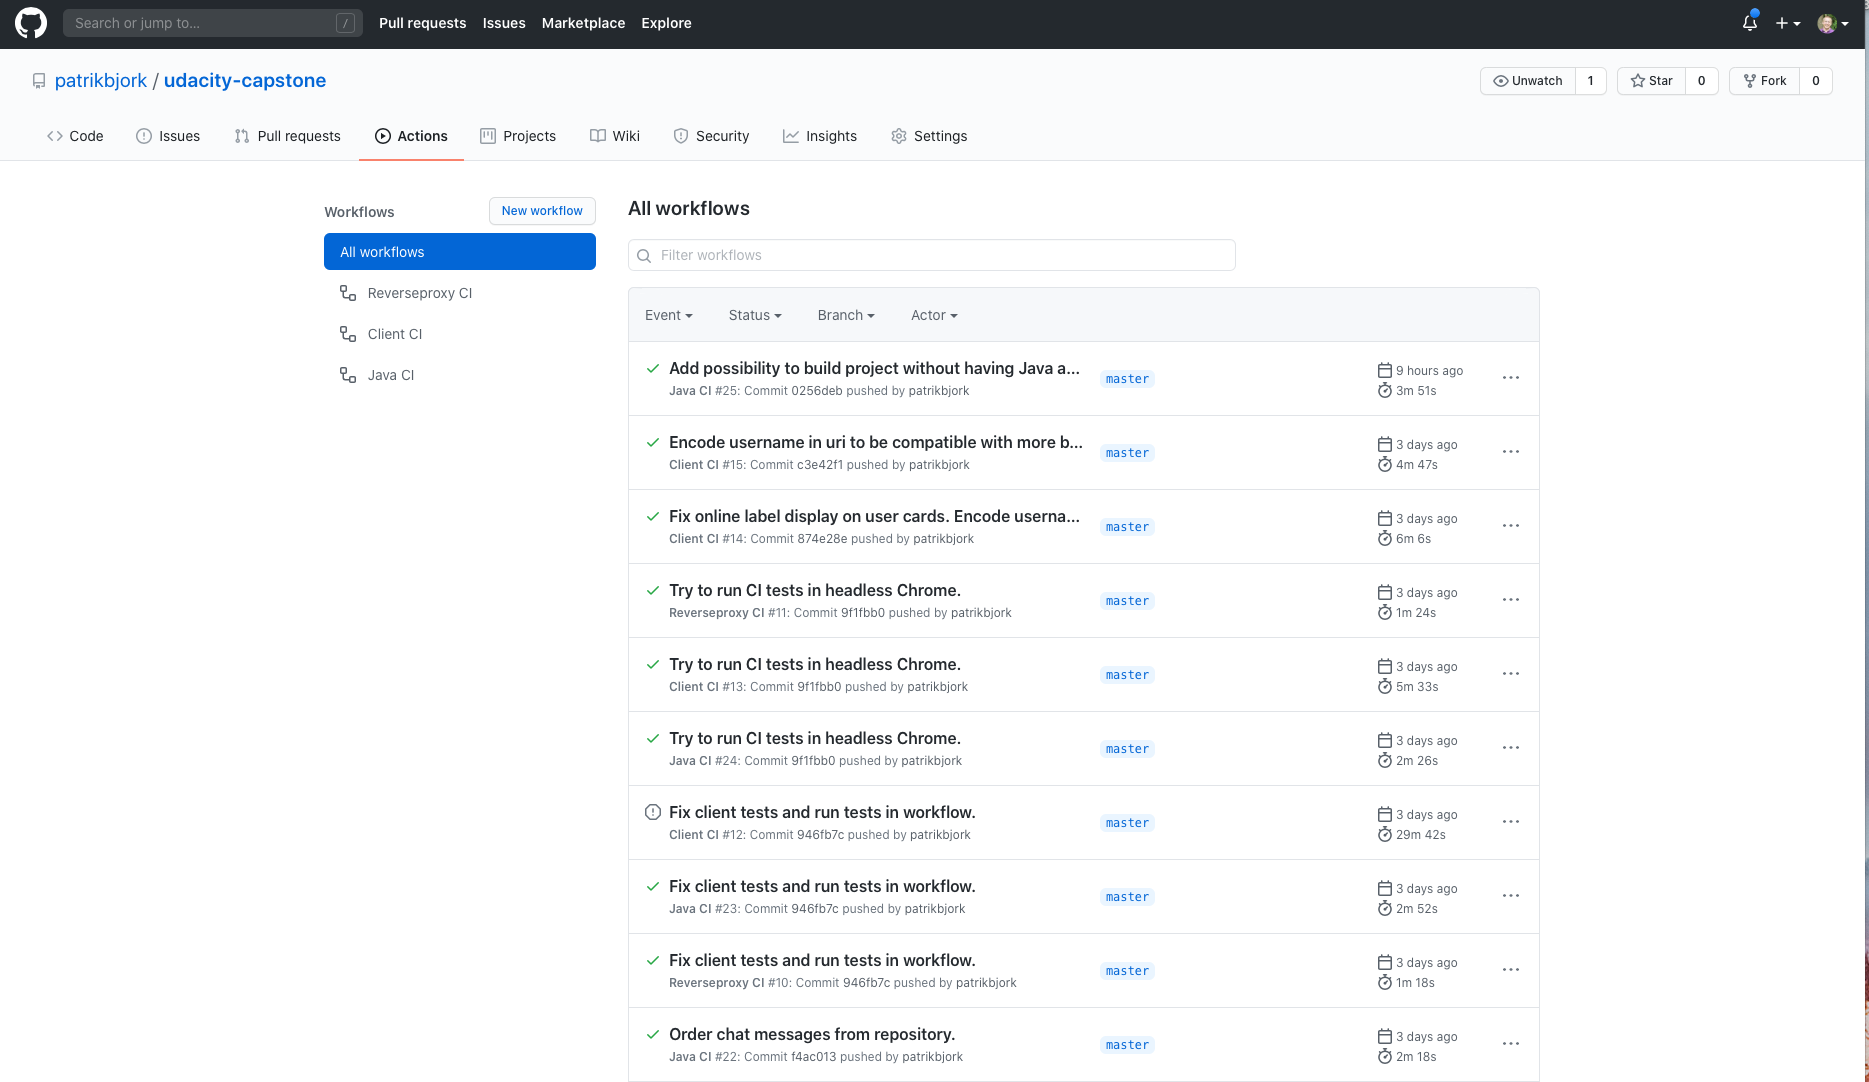 Search or jump to... /
Pull requests Issues Marketplace Explore
patrikbjork / udacity-capstone
Unwatch 1 Star 0 Fork 0
Code Issues Pull requests Actions Projects Wiki Security Insights Settings
Workflows
New workflow
All workflows
Reverseproxy CI
Client CI
Java CI
All workflows
Filter workflows
Event Status Branch Actor
Add possibility to build project without having Java a...
Java CI #25: Commit 0256deb pushed by patrikbjork
master
9 hours ago
3m 51s
Encode username in uri to be compatible with more b...
Client CI #15: Commit c3e42f1 pushed by patrikbjork
master
3 days ago
4m 47s
Fix online label display on user cards. Encode userna...
Client CI #14: Commit 874e28e pushed by patrikbjork
master
3 days ago
6m 6s
Try to run CI tests in headless Chrome.
Reverseproxy CI #11: Commit 9f1fbb0 pushed by patrikbjork
master
3 days ago
1m 24s
Try to run CI tests in headless Chrome.
Client CI #13: Commit 9f1fbb0 pushed by patrikbjork
master
3 days ago
5m 33s
Try to run CI tests in headless Chrome.
Java CI #24: Commit 9f1fbb0 pushed by patrikbjork
master
3 days ago
2m 26s
Fix client tests and run tests in workflow.
Client CI #12: Commit 946fb7c pushed by patrikbjork
master
3 days ago
29m 42s
Fix client tests and run tests in workflow.
Java CI #23: Commit 946fb7c pushed by patrikbjork
master
3 days ago
2m 52s
Fix client tests and run tests in workflow.
Reverseproxy CI #10: Commit 946fb7c pushed by patrikbjork
master
3 days ago
1m 18s
Order chat messages from repository.
Java CI #22: Commit f4ac013 pushed by patrikbjork
master
3 days ago
2m 18s